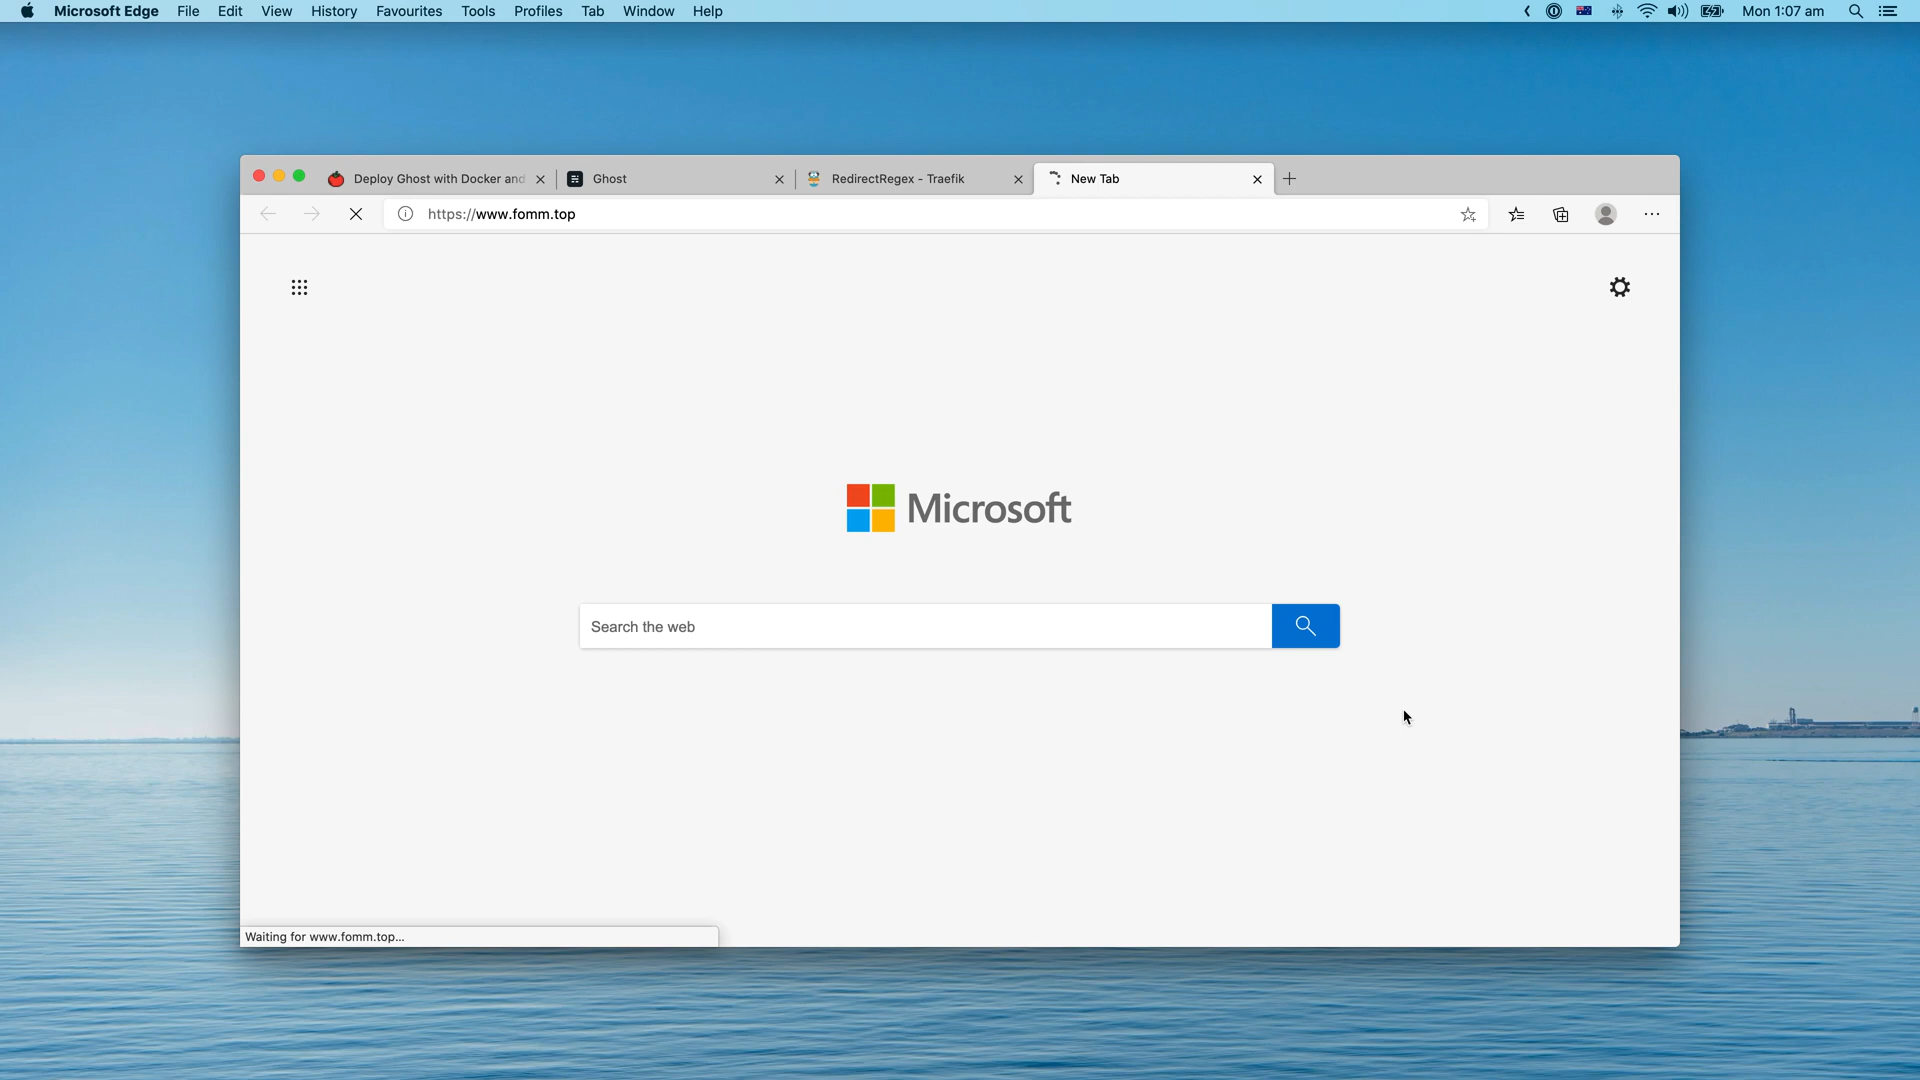 Microsoft Edge File Edit View History Favourites Tools Profiles Tab Window Help Mon 1:07 am
Deploy Ghost with Docker and Ghost RedirectRegex - Traefik New Tab
https://www.fomm.top
Microsoft
Search the web
Waiting for www.fomm.top...